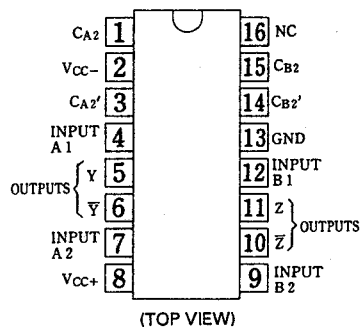 CA2 1 16 NC
VCC- 2 15 CB2
CA2' 3 14 CB2'
INPUT A1 4 13 GND
OUTPUTS Y 5 12 INPUT B1
Y̅ 6 11 Z OUTPUTS
INPUT A2 7 10 Z̅
VCC+ 8 9 INPUT B2
(TOP VIEW)